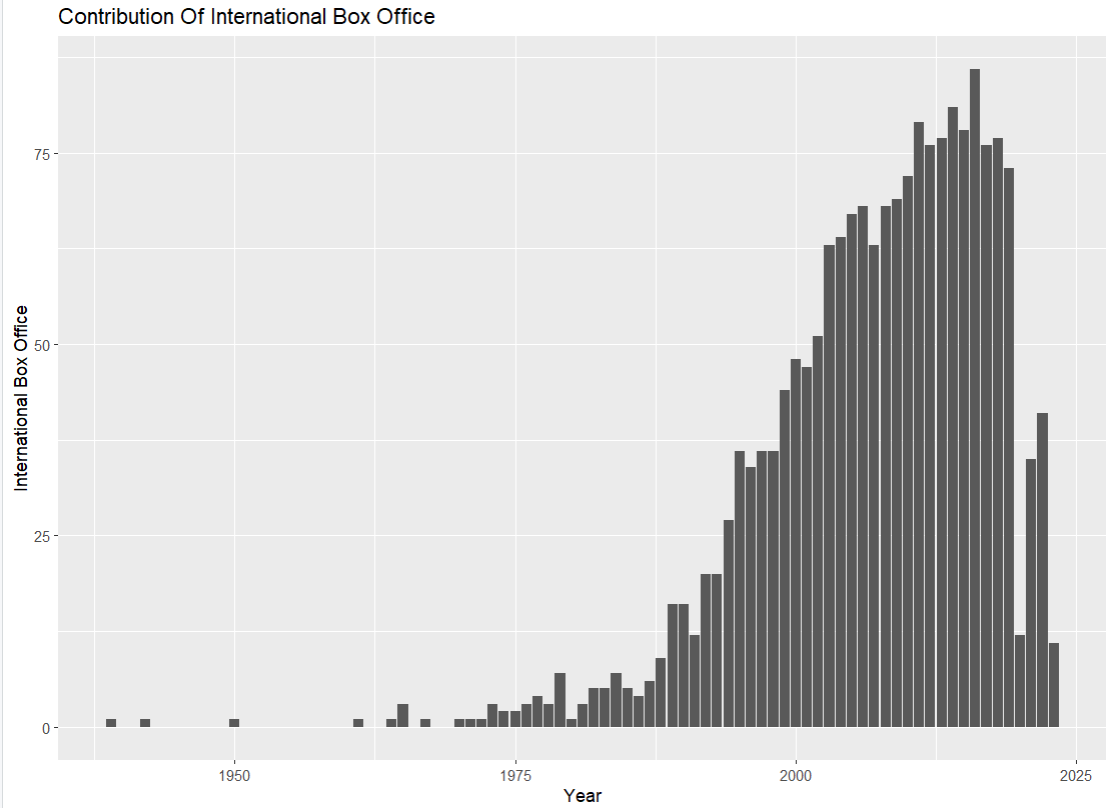 Contribution Of International Box Office
International Box Office
75
50
25
0
1950
1975
2000
2025
Year